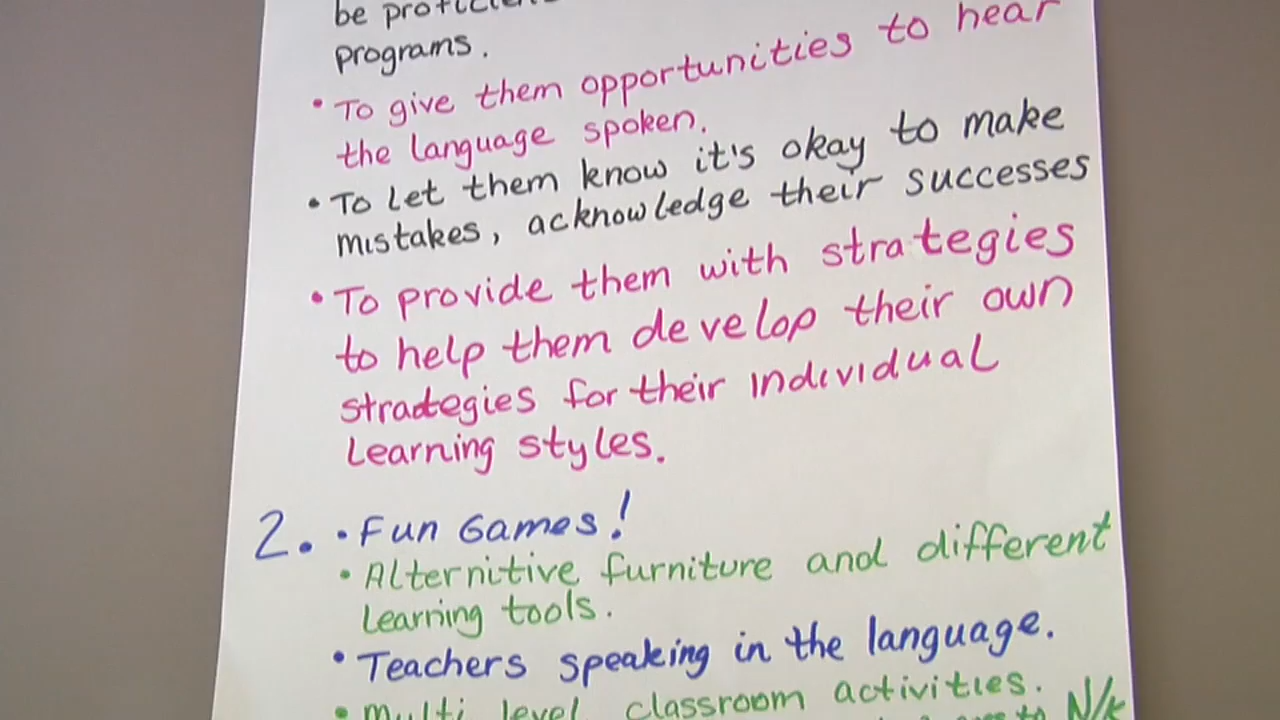 be proficient
programs.
• To give them opportunities to hear
the language spoken.
• To let them know it's okay to make
mistakes, acknowledge their successes
• To provide them with strategies
to help them develop their own
strategies for their individual
Learning styles.
2. • Fun Games!
• Alternitive furniture and different
Learning tools.
• Teachers speaking in the language.
• Multi level classroom activities.
to N/K